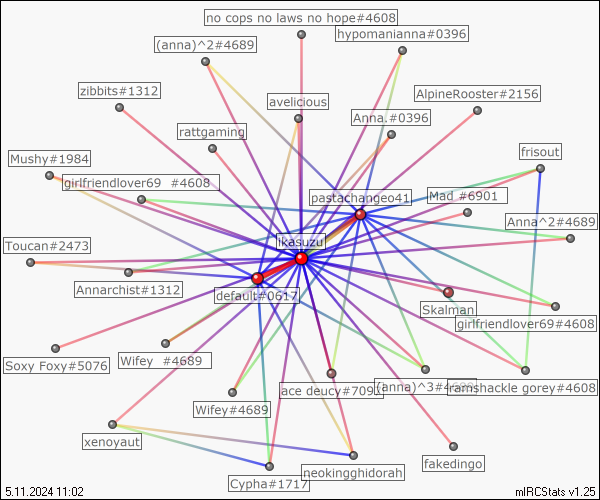 no cops no laws no hope#4608
hypomanianna#0396
(anna)^2#4689
zibbits#1312
avelicious
AlpineRooster#2156
Anna.#0396
rattgaming
frisout
Mushy#1984
girlfriendlover69 #4608
pastachangeo41
Mad #6901
Anna^2#4689
ikasuzu
Toucan#2473
Annarchist#1312
default#0617
Skalman
girlfriendlover69#4608
Soxy Foxy#5076
Wifey #4689
ace deucy#7091
(anna)^3#4689
ramshackle gorey#4608
Wifey#4689
xenoyaut
fakedingo
neokingghidorah
Cypha#1717
5.11.2024 11:02
mIRCStats v1.25